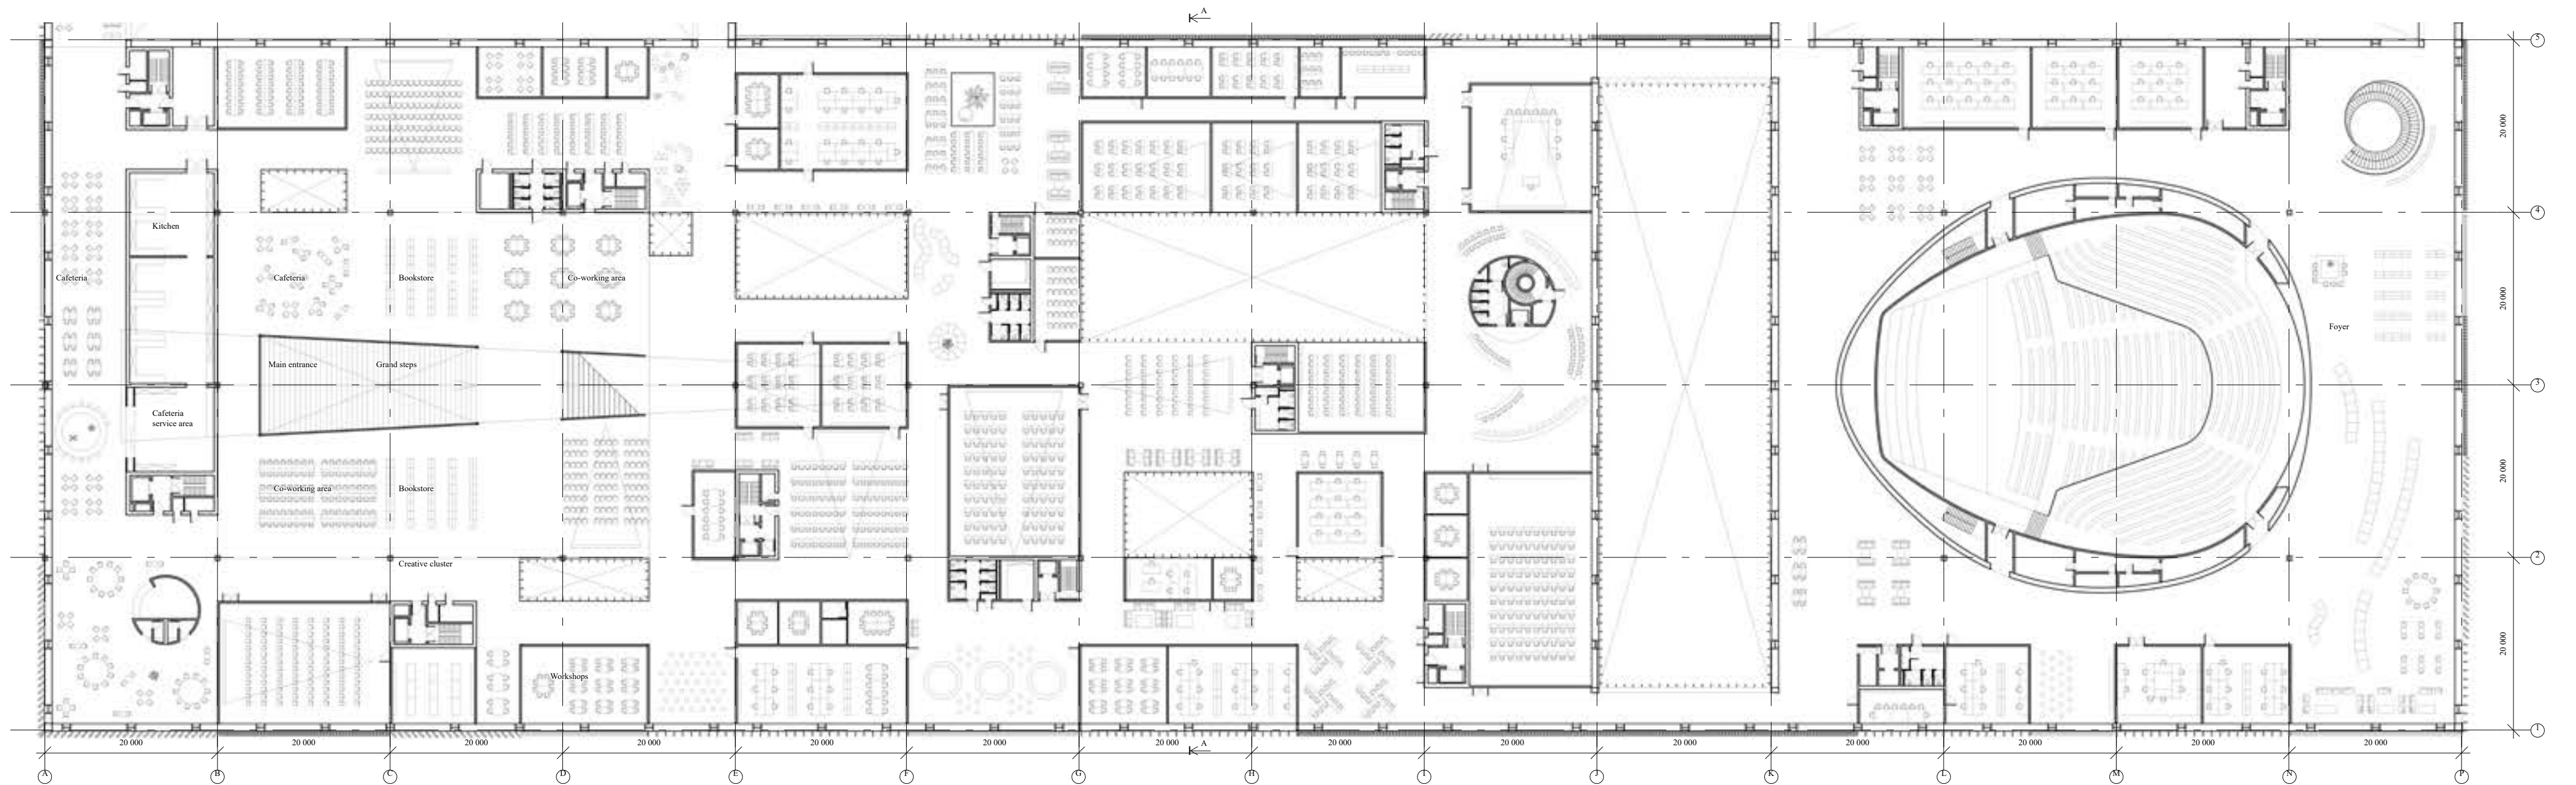 A
5
20 000
4
Kitchen
Cafeteria
Cafeteria
Bookstore
Co-working area
20 000
Foyer
Main entrance
Grand steps
3
Cafeteria
service area
20 000
Co-working area
Bookstore
2
Creative cluster
20 000
Workshops
1
20 000
20 000
20 000
20 000
20 000
20 000
20 000
A
20 000
20 000
20 000
20 000
20 000
20 000
20 000
A
B
C
D
E
F
G
H
I
J
K
L
M
N
P